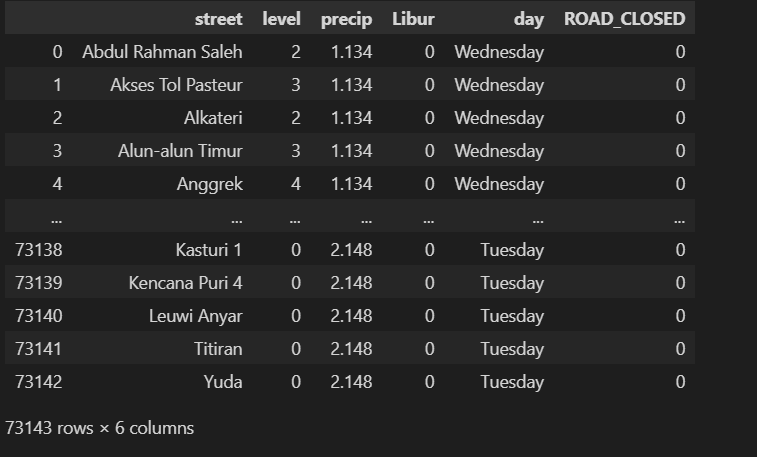 street level precip Libur day ROAD_CLOSED
0 Abdul Rahman Saleh 2 1.134 0 Wednesday 0
1 Akses Tol Pasteur 3 1.134 0 Wednesday 0
2 Alkateri 2 1.134 0 Wednesday 0
3 Alun-alun Timur 3 1.134 0 Wednesday 0
4 Anggrek 4 1.134 0 Wednesday 0
... ... ... ... ... ... ...
73138 Kasturi 1 0 2.148 0 Tuesday 0
73139 Kencana Puri 4 0 2.148 0 Tuesday 0
73140 Leuwi Anyar 0 2.148 0 Tuesday 0
73141 Titiran 0 2.148 0 Tuesday 0
73142 Yuda 0 2.148 0 Tuesday 0
73143 rows × 6 columns